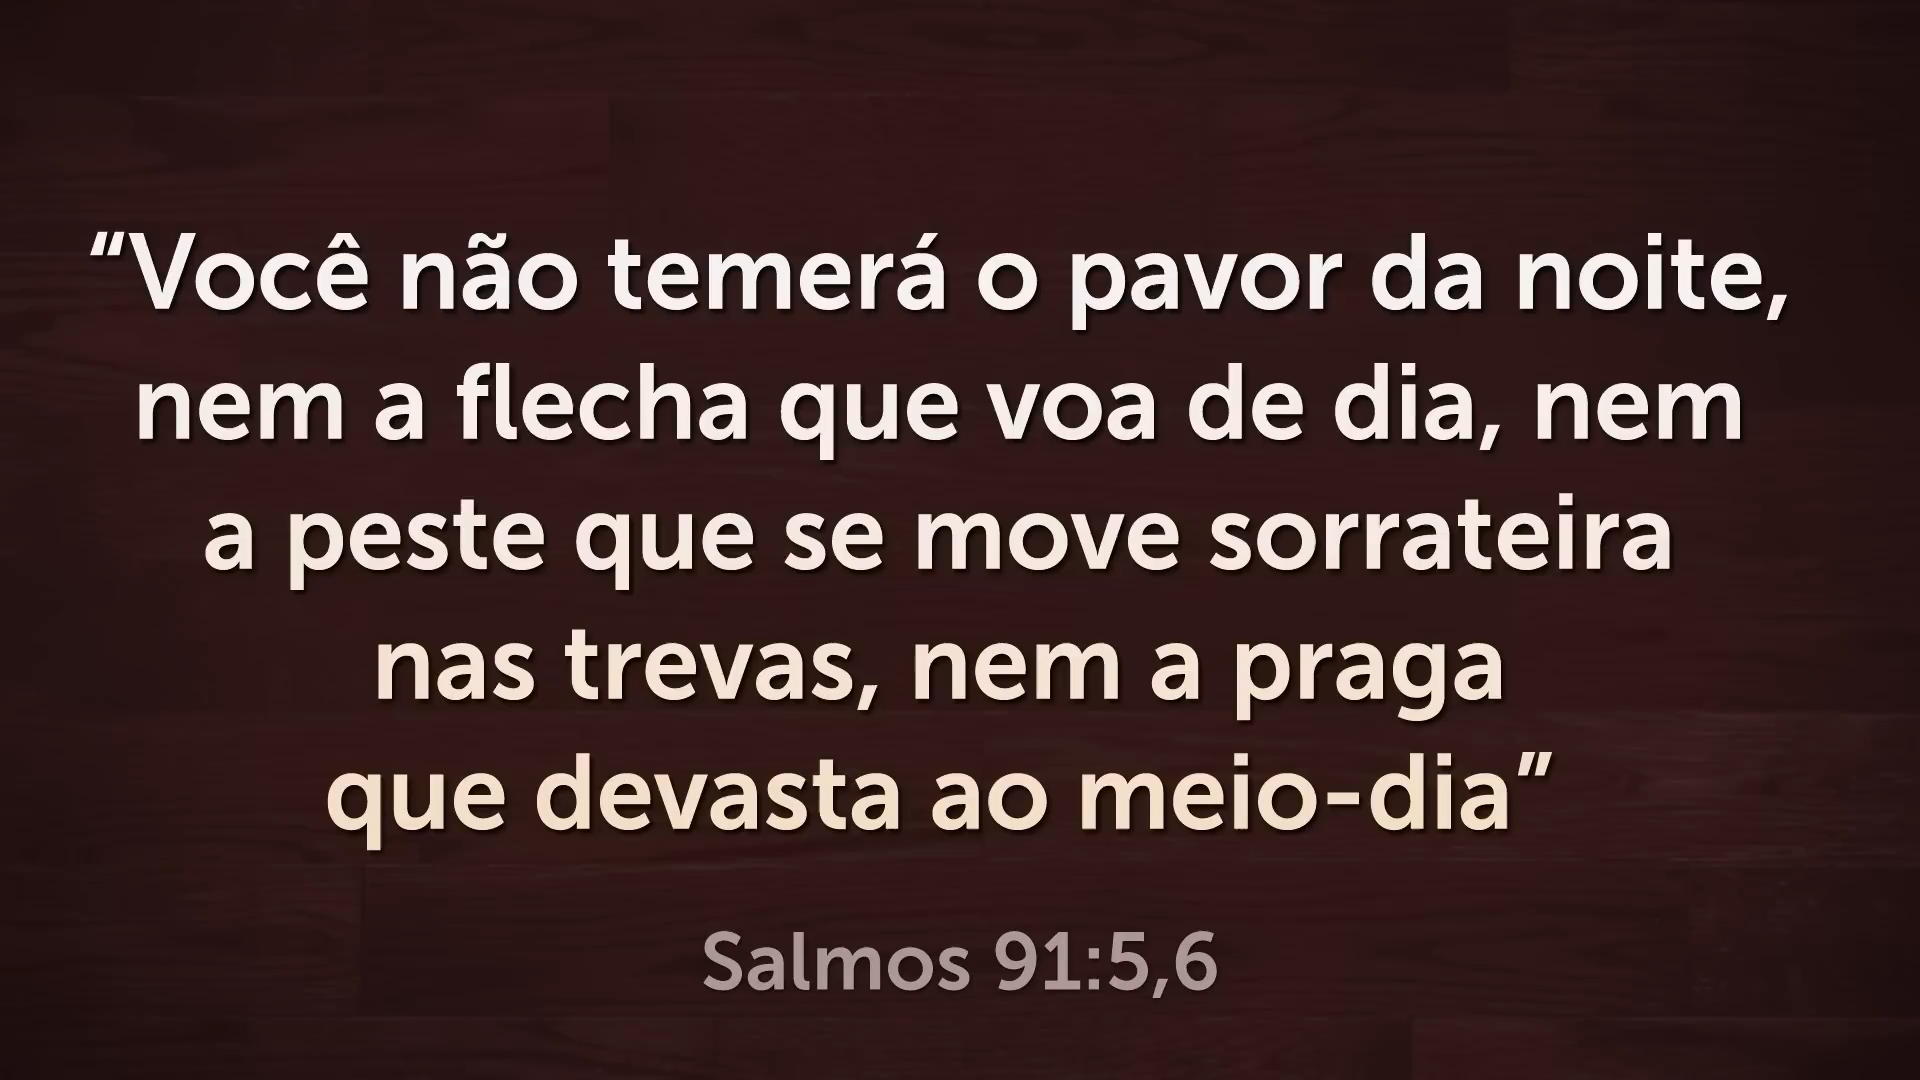 “Você não temerá o pavor da noite,
nem a flecha que voa de dia, nem
a peste que se move sorrateira
nas trevas, nem a praga
que devasta ao meio-dia”
Salmos 91:5,6